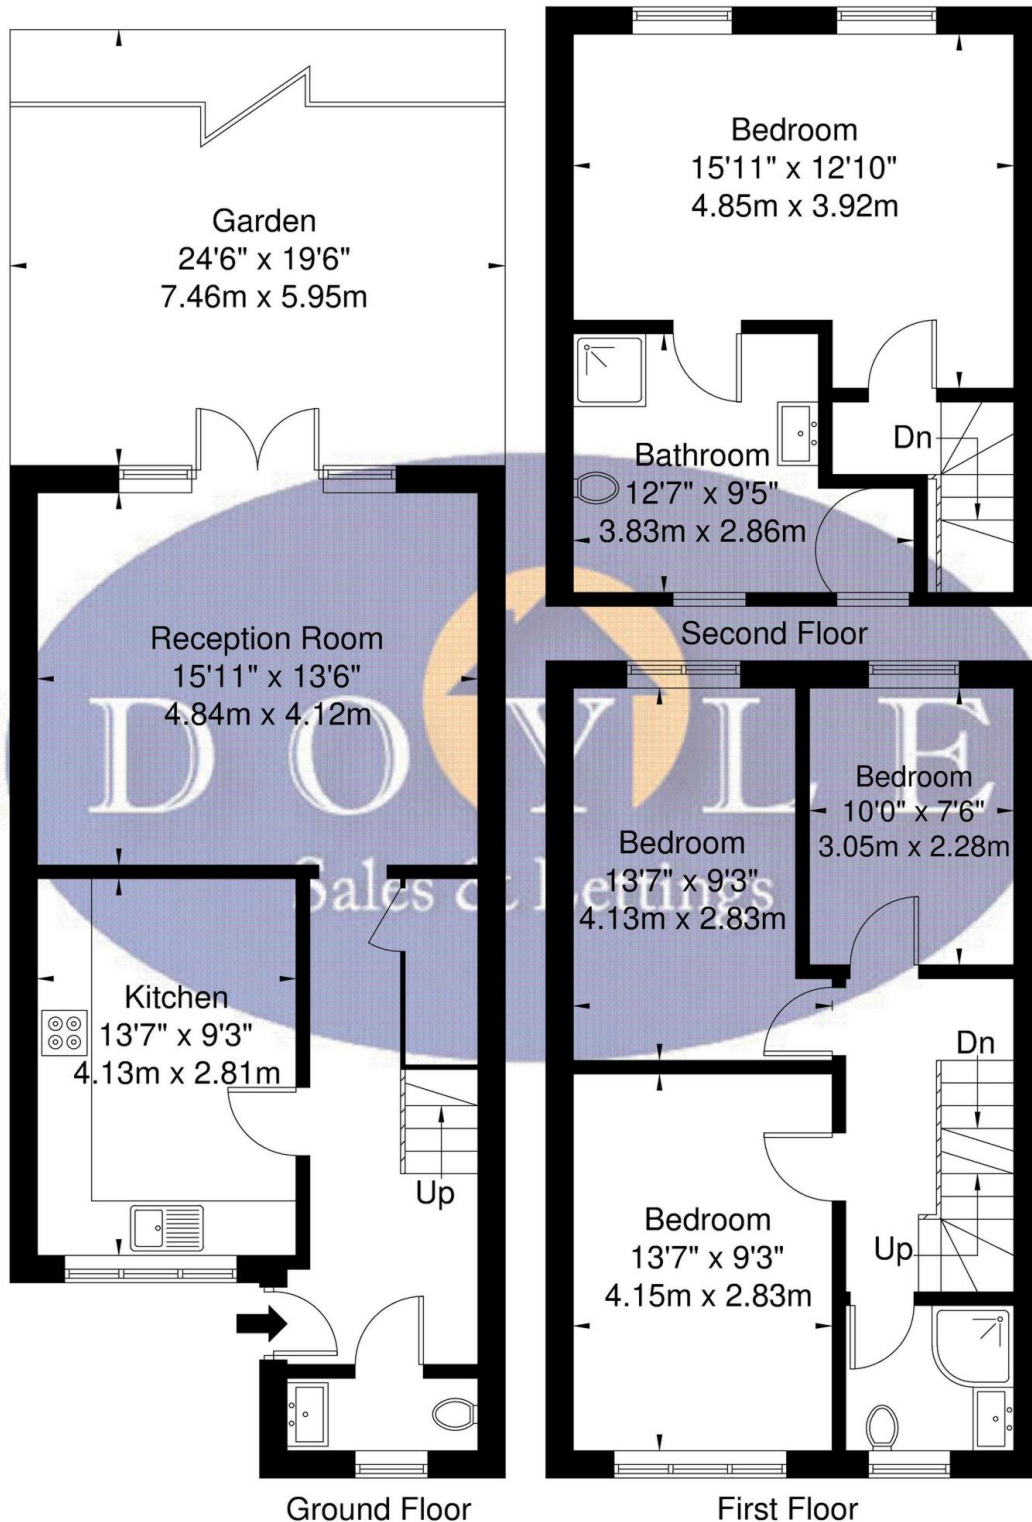 Garden
24'6" x 19'6"
7.46m x 5.95m
Reception Room
15'11" x 13'6"
4.84m x 4.12m
Kitchen
13'7" x 9'3"
4.13m x 2.81m
Up
Ground Floor
Bedroom
15'11" x 12'10"
4.85m x 3.92m
Dn
Bathroom
12'7" x 9'5"
3.83m x 2.86m
Second Floor
Bedroom
10'0" x 7'6"
3.05m x 2.28m
Bedroom
13'7" x 9'3"
4.13m x 2.83m
Dn
Bedroom
13'7" x 9'3"
4.15m x 2.83m
Up
First Floor
DOYLE
Sales & Lettings